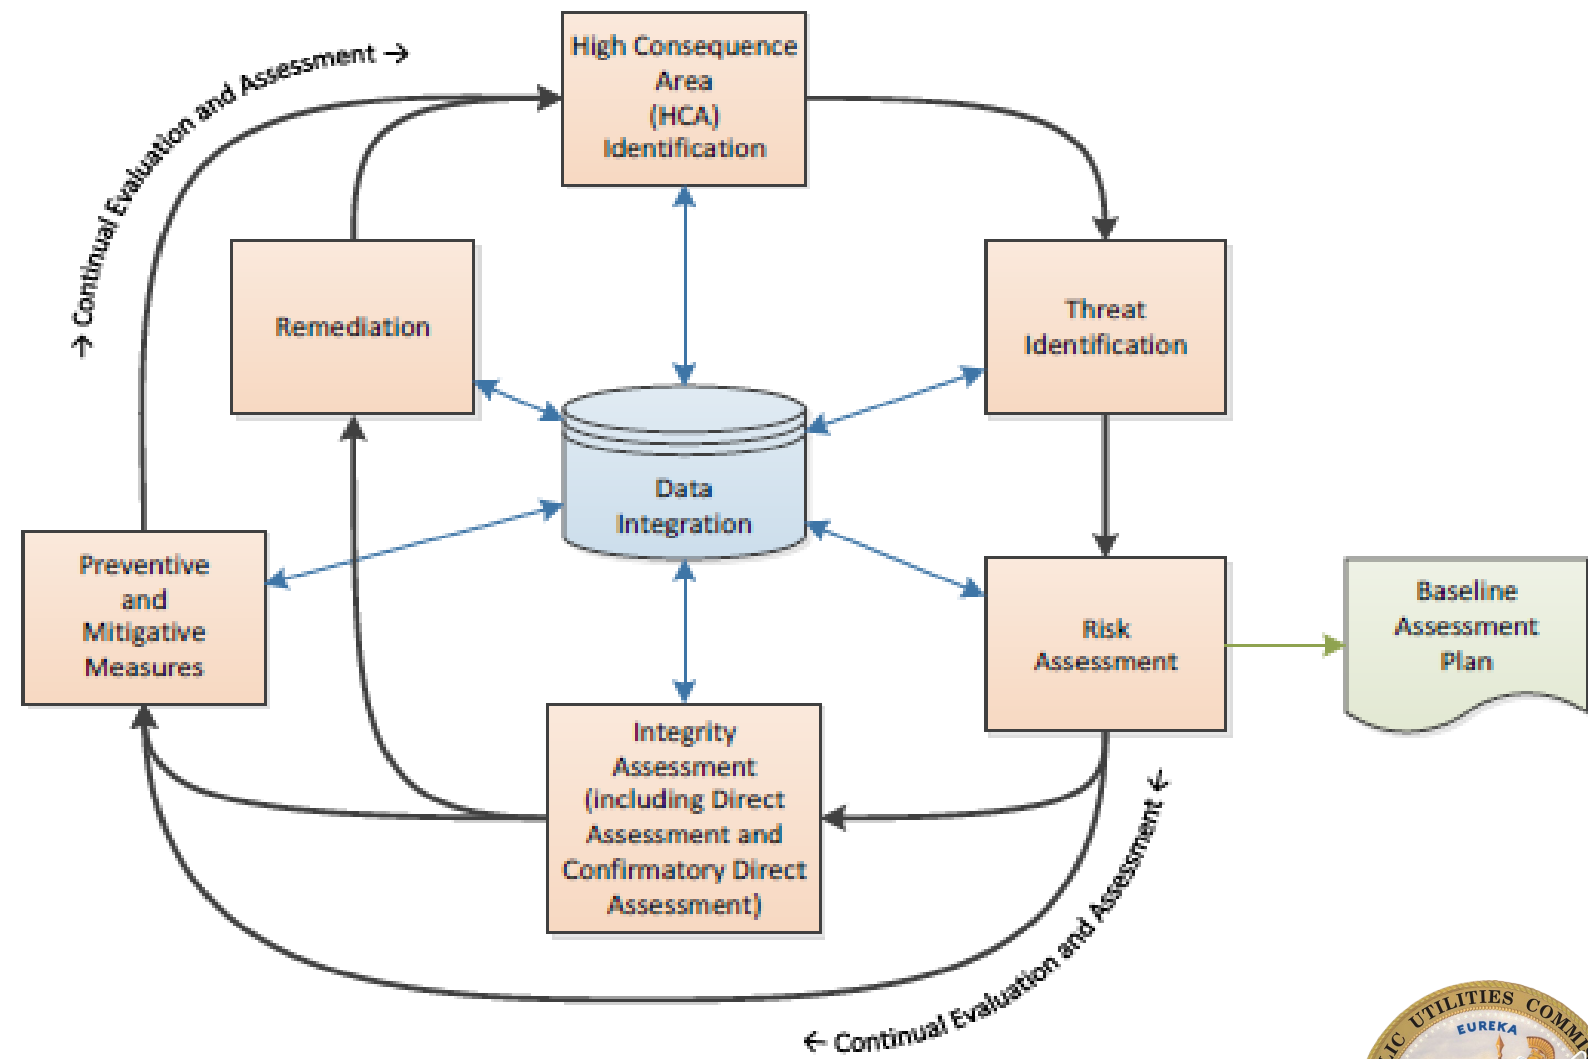 → Continual Evaluation and Assessment →
High Consequence
Area
(HCA)
Identification
Remediation
Threat
Identification
Data
Integration
Preventive
and
Mitigative
Measures
Risk
Assessment
Baseline
Assessment
Plan
Integrity
Assessment
(including Direct
Assessment and
Confirmatory Direct
Assessment)
← Continual Evaluation and Assessment ←
UTILITIES
EUREKA